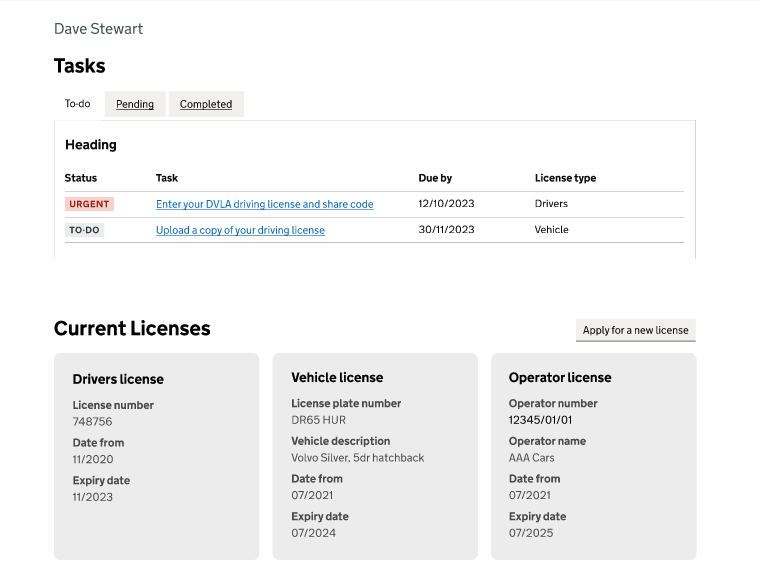 Dave Stewart
Tasks
To-do Pending Completed
Heading
Status Task Due by License type
URGENT Enter your DVLA driving license and share code 12/10/2023 Drivers
TO-DO Upload a copy of your driving license 30/11/2023 Vehicle
Current Licenses
Apply for a new license
Drivers license
License number
748756
Date from
11/2020
Expiry date
11/2023
Vehicle license
License plate number
DR65 HUR
Vehicle description
Volvo Silver, 5dr hatchback
Date from
07/2021
Expiry date
07/2024
Operator license
Operator number
12345/01/01
Operator name
AAA Cars
Date from
07/2021
Expiry date
07/2025